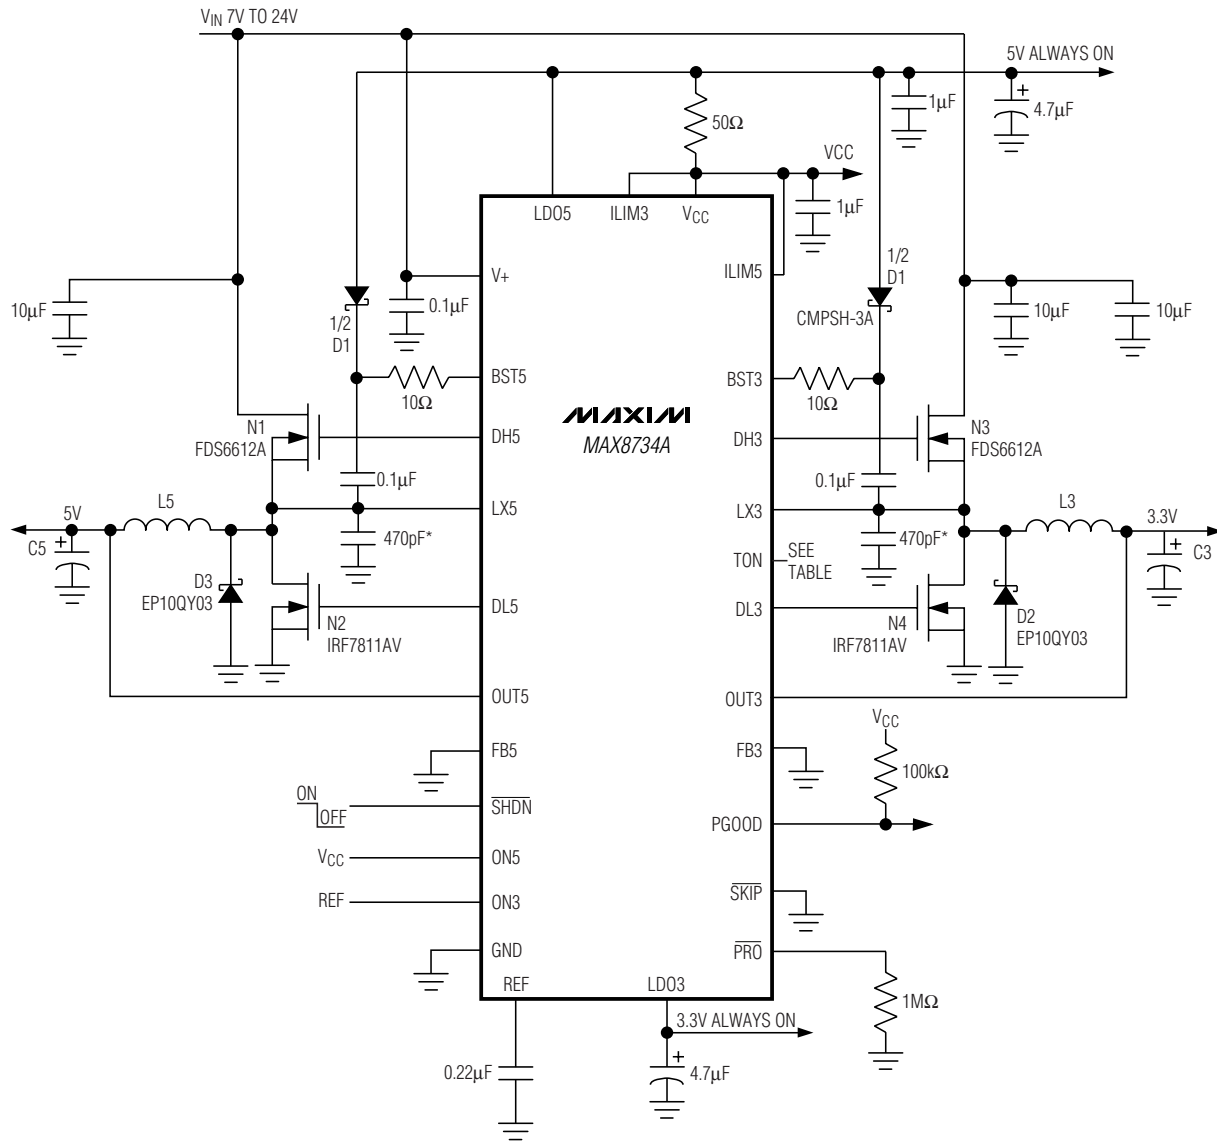 V_IN 7V TO 24V
5V ALWAYS ON
1µF
+
4.7µF
50Ω
VCC
LDO5
ILIM3
V_CC
1µF
V+
ILIM5
1/2
D1
10µF
0.1µF
1/2
D1
CMPSH-3A
10µF
10µF
BST5
10Ω
BST3
10Ω
MAXIM
MAX8734A
N1
FDS6612A
DH5
DH3
N3
FDS6612A
0.1µF
0.1µF
L5
5V
LX5
LX3
L3
3.3V
C5
+
470pF*
470pF*
+
C3
TON
SEE
TABLE
D3
EP10QY03
DL5
DL3
N2
IRF7811AV
N4
IRF7811AV
D2
EP10QY03
OUT5
OUT3
V_CC
FB5
FB3
100kΩ
ON
OFF
SHDN
PGOOD
V_CC
ON5
SKIP
REF
ON3
GND
PRO
REF
LDO3
1MΩ
3.3V ALWAYS ON
0.22µF
+
4.7µF